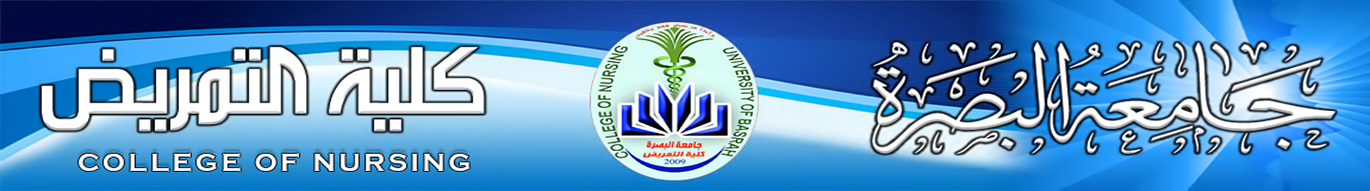 جامعة البصرة
كلية التمريض
COLLEGE OF NURSING
COLLEGE OF NURSING
UNIVERSITY OF BASRAH
جامعة البصرة
كلية التمريض
2009